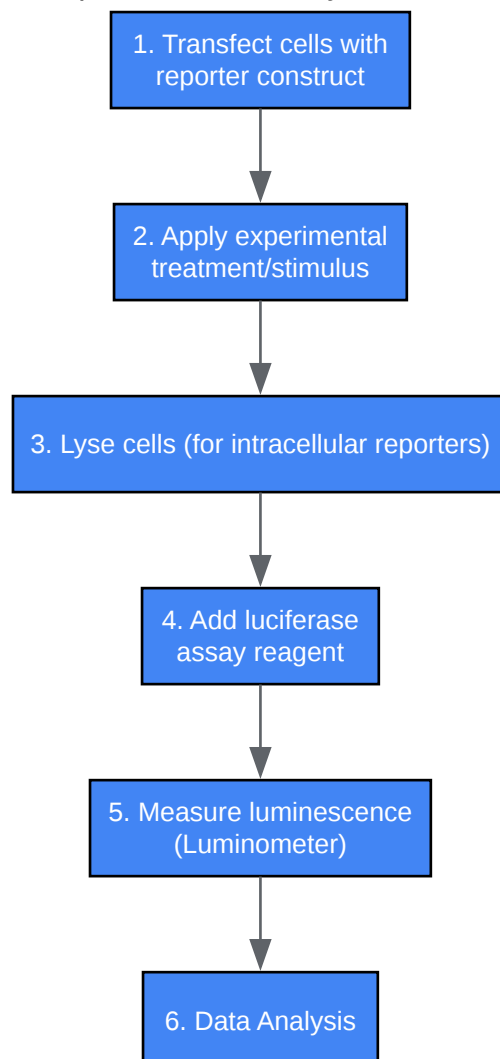 1. Transfect cells with
reporter construct
2. Apply experimental
treatment/stimulus
3. Lyse cells (for intracellular reporters)
4. Add luciferase
assay reagent
5. Measure luminescence
(Luminometer)
6. Data Analysis